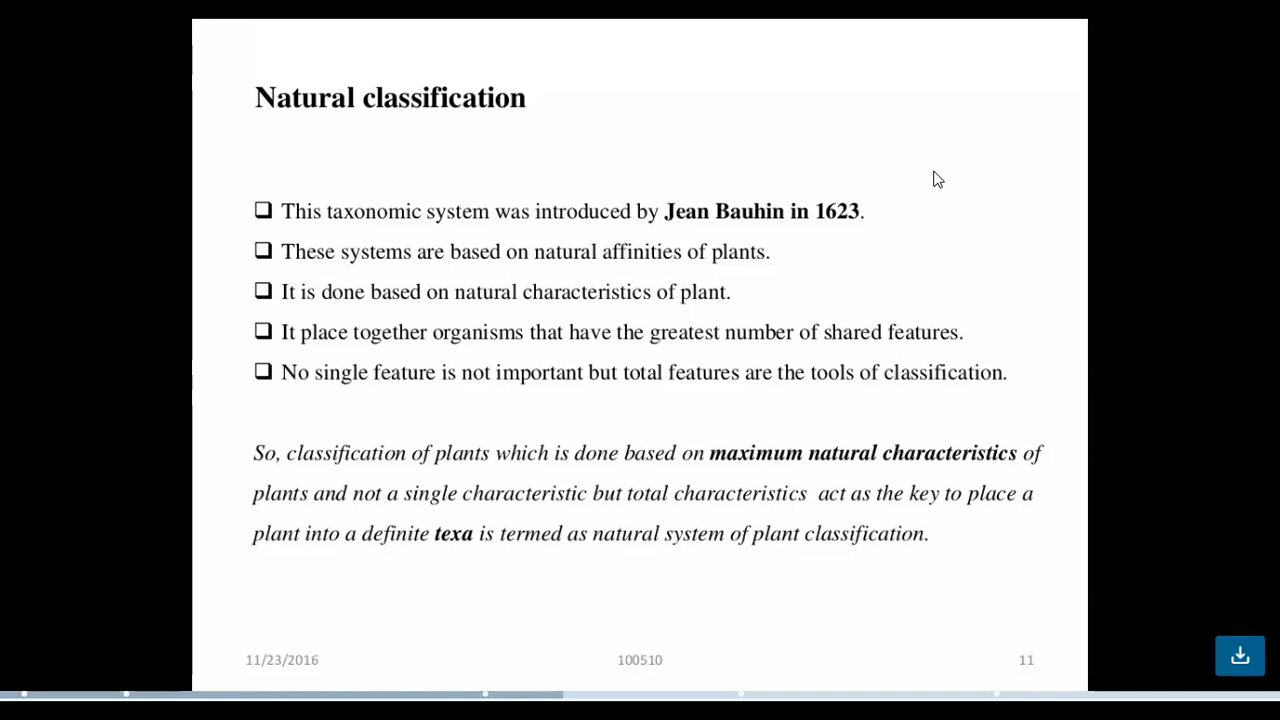 Natural classification
❑ This taxonomic system was introduced by Jean Bauhin in 1623.
❑ These systems are based on natural affinities of plants.
❑ It is done based on natural characteristics of plant.
❑ It place together organisms that have the greatest number of shared features.
❑ No single feature is not important but total features are the tools of classification.
So, classification of plants which is done based on maximum natural characteristics of
plants and not a single characteristic but total characteristics act as the key to place a
plant into a definite texa is termed as natural system of plant classification.
11/23/2016 100510 11